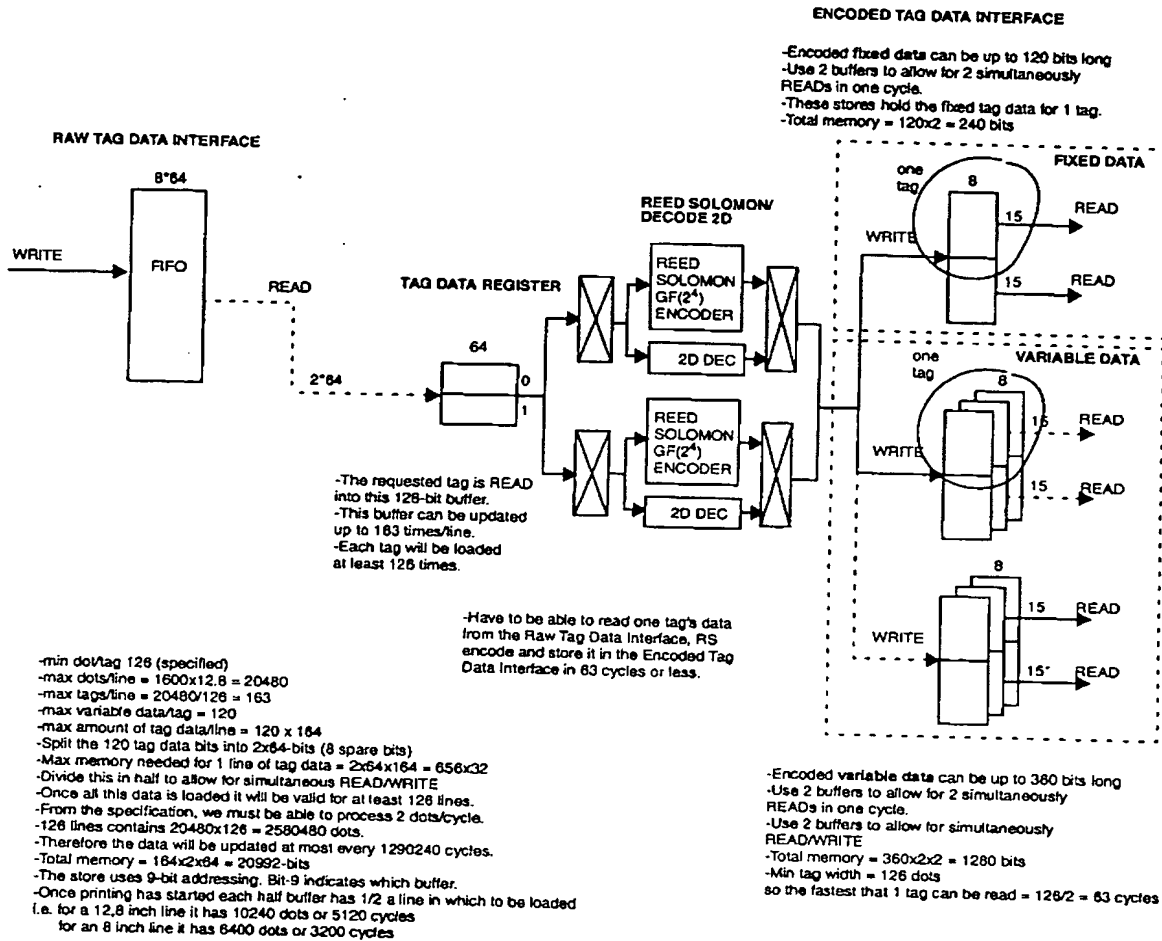 ENCODED TAG DATA INTERFACE
-Encoded fixed data can be up to 120 bits long
-Use 2 buffers to allow for 2 simultaneously
READs in one cycle.
-These stores hold the fixed tag data for 1 tag.
-Total memory = 120x2 = 240 bits
RAW TAG DATA INTERFACE
8*64
WRITE
FIFO
READ
2*64
TAG DATA REGISTER
64
0
1
REED SOLOMON/
DECODE 2D
REED
SOLOMON
GF(2⁴)
ENCODER
2D DEC
REED
SOLOMON
GF(2⁴)
ENCODER
2D DEC
FIXED DATA
one
tag
8
WRITE
15
READ
15
READ
VARIABLE DATA
one
tag
8
WRITE
15
READ
15
READ
8
WRITE
15
READ
15*
READ
-The requested tag is READ
into this 126-bit buffer.
-This buffer can be updated
up to 163 times/line.
-Each tag will be loaded
at least 126 times.
-Have to be able to read one tag's data
from the Raw Tag Data Interface, RS
encode and store it in the Encoded Tag
Data Interface in 63 cycles or less.
-min dot/tag 126 (specified)
-max dots/line = 1600x12.8 = 20480
-max tags/line = 20480/126 = 163
-max variable data/tag = 120
-max amount of tag data/line = 120 x 164
-Split the 120 tag data bits into 2x64-bits (8 spare bits)
-Max memory needed for 1 line of tag data = 2x64x164 = 656x32
-Divide this in half to allow for simultaneous READ/WRITE
-Once all this data is loaded it will be valid for at least 126 lines.
-From the specification, we must be able to process 2 dots/cycle.
-126 lines contains 20480x126 = 2580480 dots.
-Therefore the data will be updated at most every 1290240 cycles.
-Total memory = 164x2x64 = 20992-bits
-The store uses 9-bit addressing. Bit-9 indicates which buffer.
-Once printing has started each half buffer has 1/2 a line in which to be loaded
i.e. for a 12,8 inch line it has 10240 dots or 5120 cycles
for an 8 inch line it has 6400 dots or 3200 cycles
-Encoded variable data can be up to 360 bits long
-Use 2 buffers to allow for 2 simultaneously
READs in one cycle.
-Use 2 buffers to allow for simultaneously
READ/WRITE
-Total memory = 360x2x2 = 1280 bits
-Min tag width = 126 dots
so the fastest that 1 tag can be read = 126/2 = 63 cycles